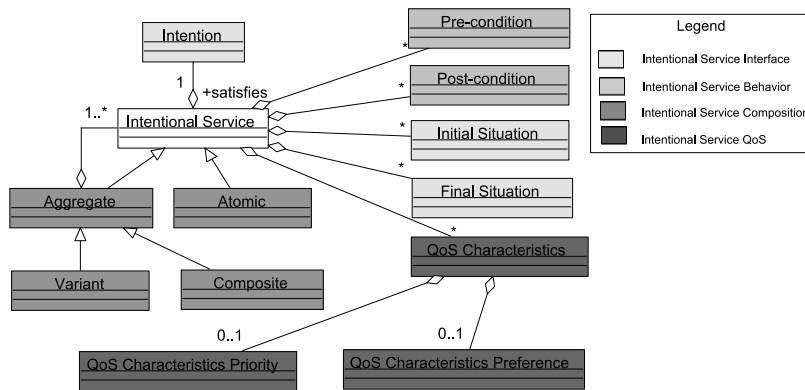 Pre-condition
Legend
Intention
*
Intentional Service Interface
1
+satisfies
Post-condition
*
Intentional Service Behavior
1..*
Intentional Service
Intentional Service Composition
*
Initial Situation
Intentional Service QoS
*
Final Situation
Aggregate
Atomic
*
QoS Characteristics
Variant
Composite
0..1
0..1
QoS Characteristics Priority
QoS Characteristics Preference